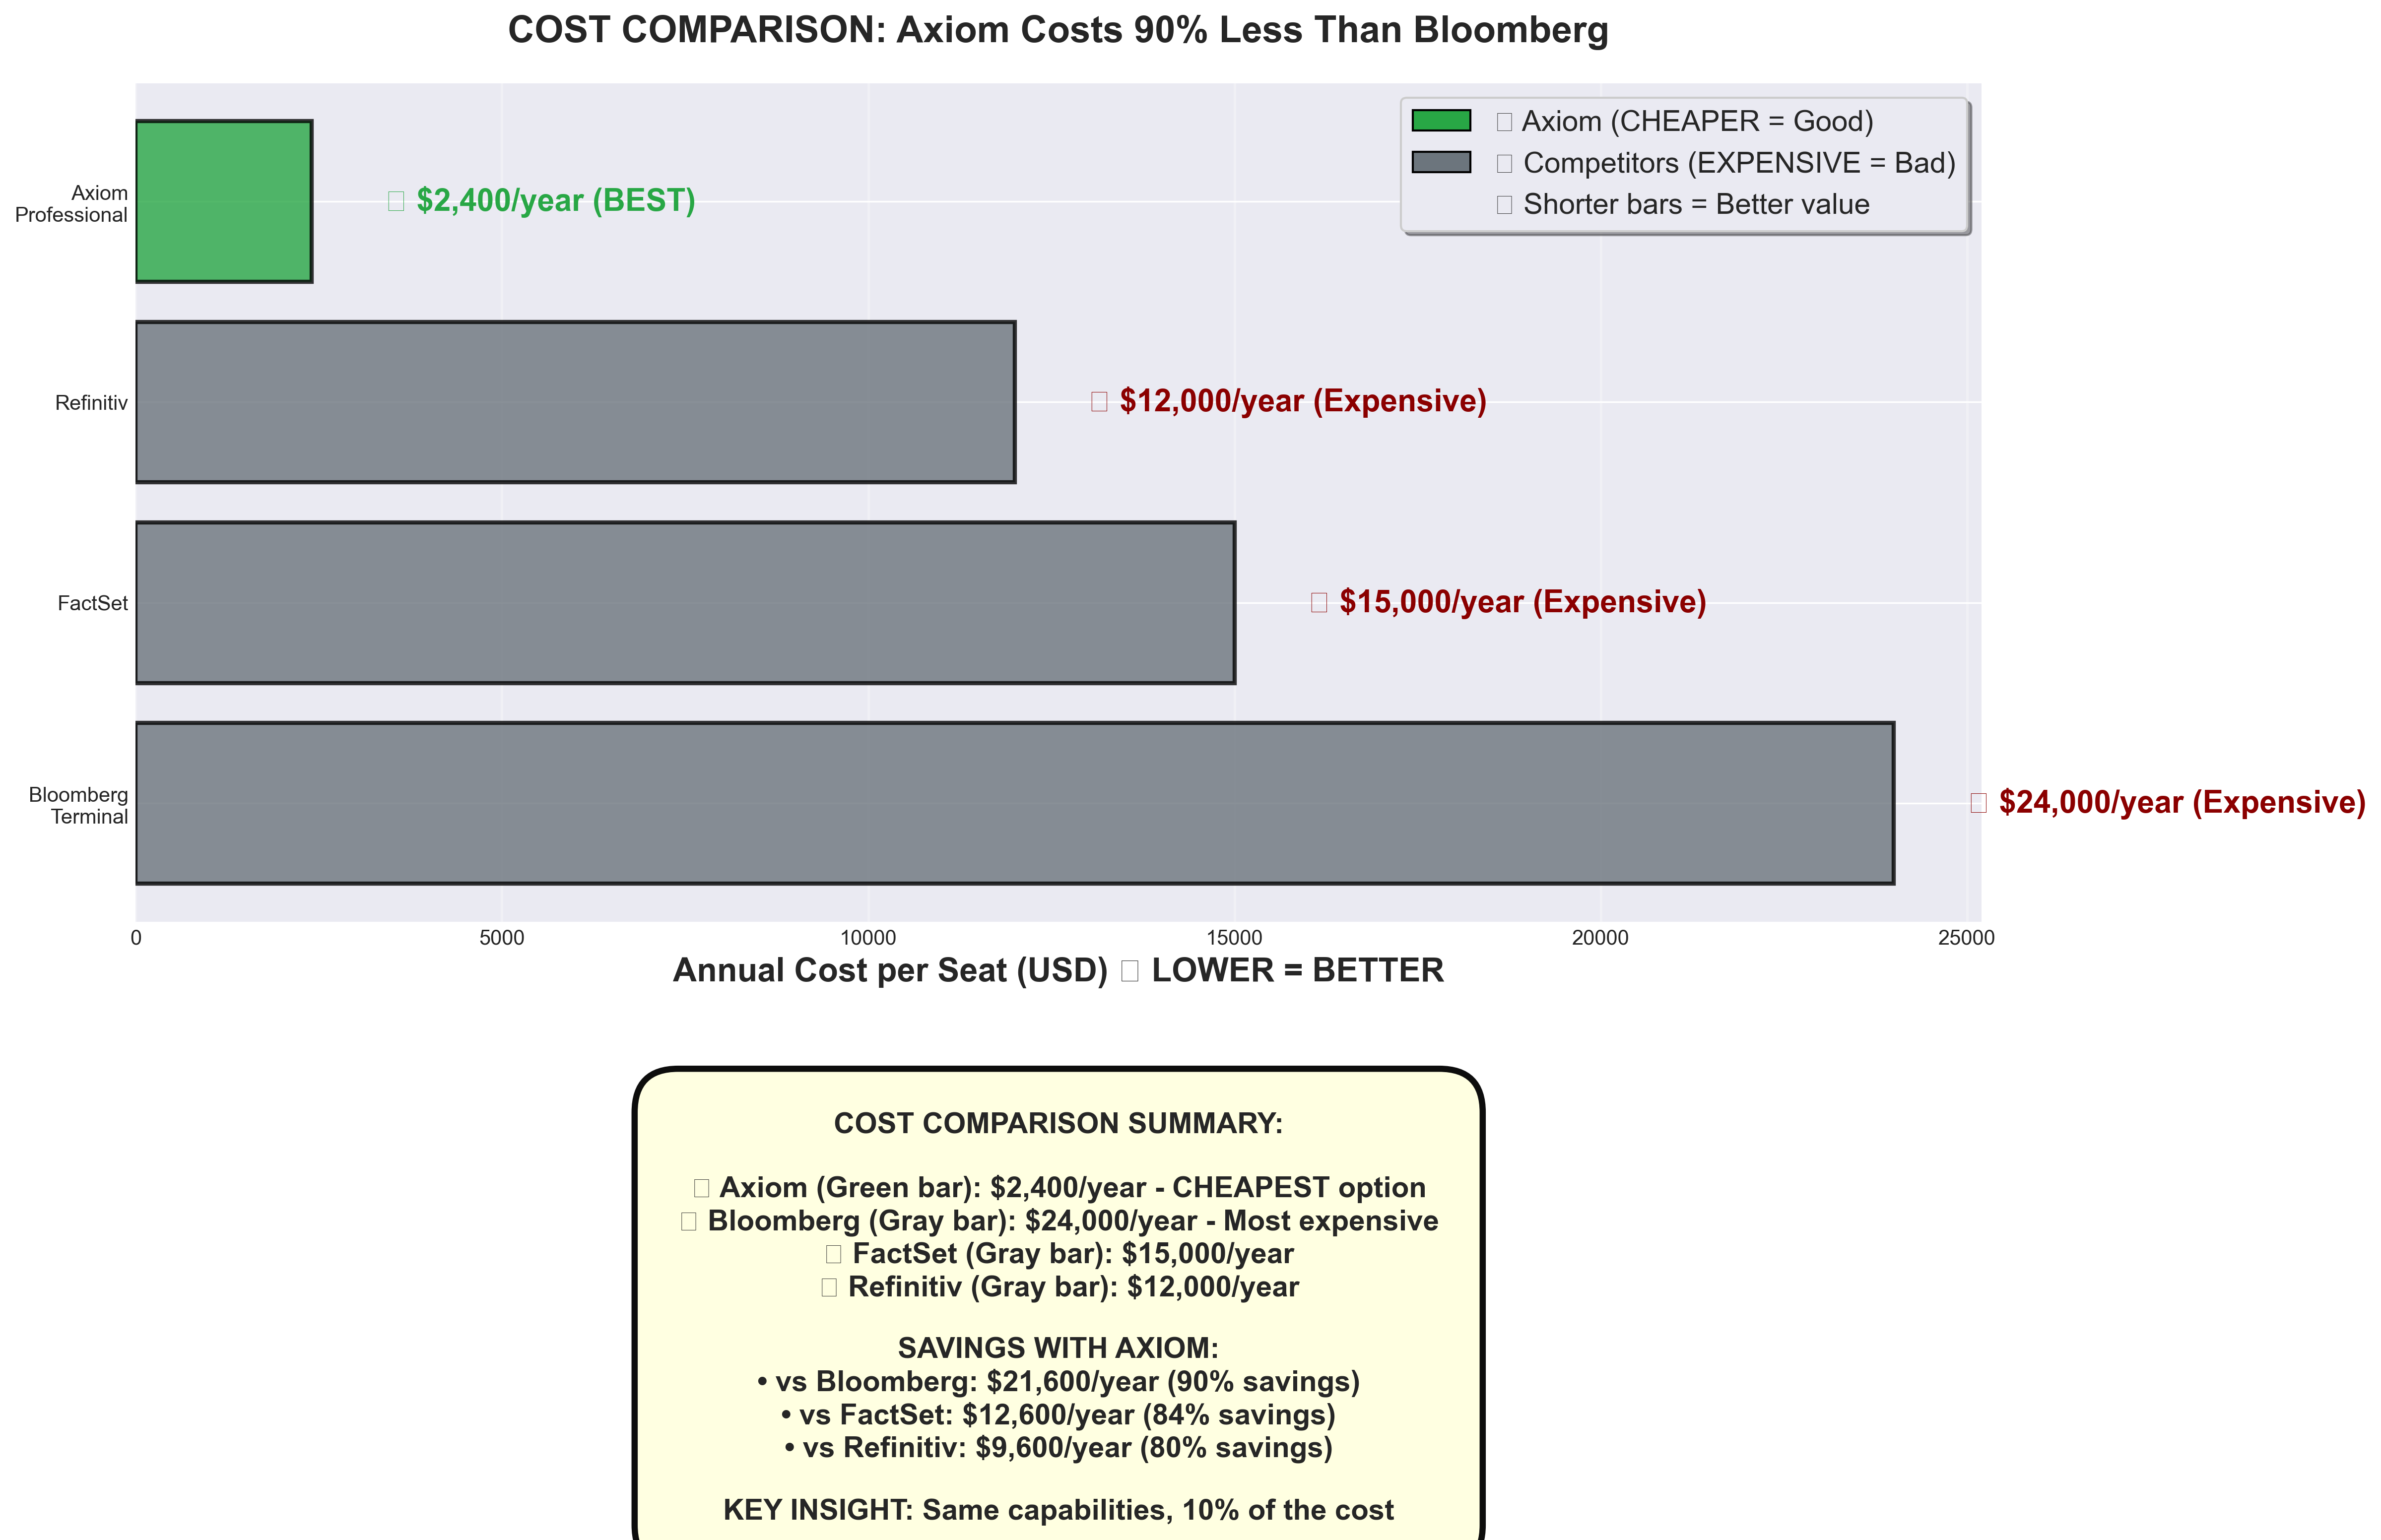 COST COMPARISON: Axiom Costs 90% Less Than Bloomberg
□ Axiom (CHEAPER = Good)
□ Competitors (EXPENSIVE = Bad)
□ Shorter bars = Better value
Axiom
Professional
□ $2,400/year (BEST)
Refinitiv
□ $12,000/year (Expensive)
FactSet
□ $15,000/year (Expensive)
Bloomberg
Terminal
□ $24,000/year (Expensive)
0 5000 10000 15000 20000 25000
Annual Cost per Seat (USD) □ LOWER = BETTER
COST COMPARISON SUMMARY:
□ Axiom (Green bar): $2,400/year - CHEAPEST option
□ Bloomberg (Gray bar): $24,000/year - Most expensive
□ FactSet (Gray bar): $15,000/year
□ Refinitiv (Gray bar): $12,000/year
SAVINGS WITH AXIOM:
• vs Bloomberg: $21,600/year (90% savings)
• vs FactSet: $12,600/year (84% savings)
• vs Refinitiv: $9,600/year (80% savings)
KEY INSIGHT: Same capabilities, 10% of the cost